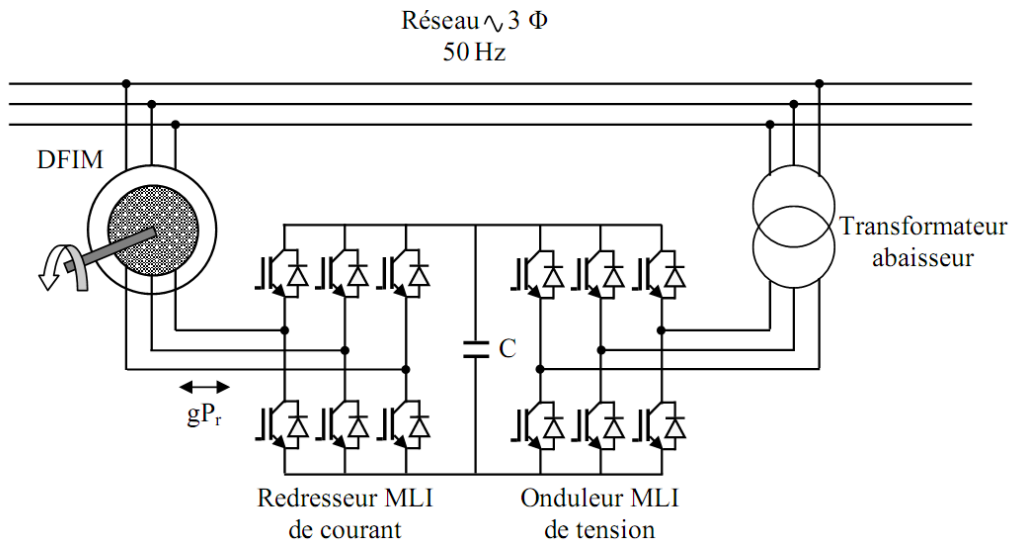 Réseau ∿ 3 Φ
50 Hz
DFIM
Transformateur
abaisseur
C
gPr
Redresseur MLI
de courant
Onduleur MLI
de tension